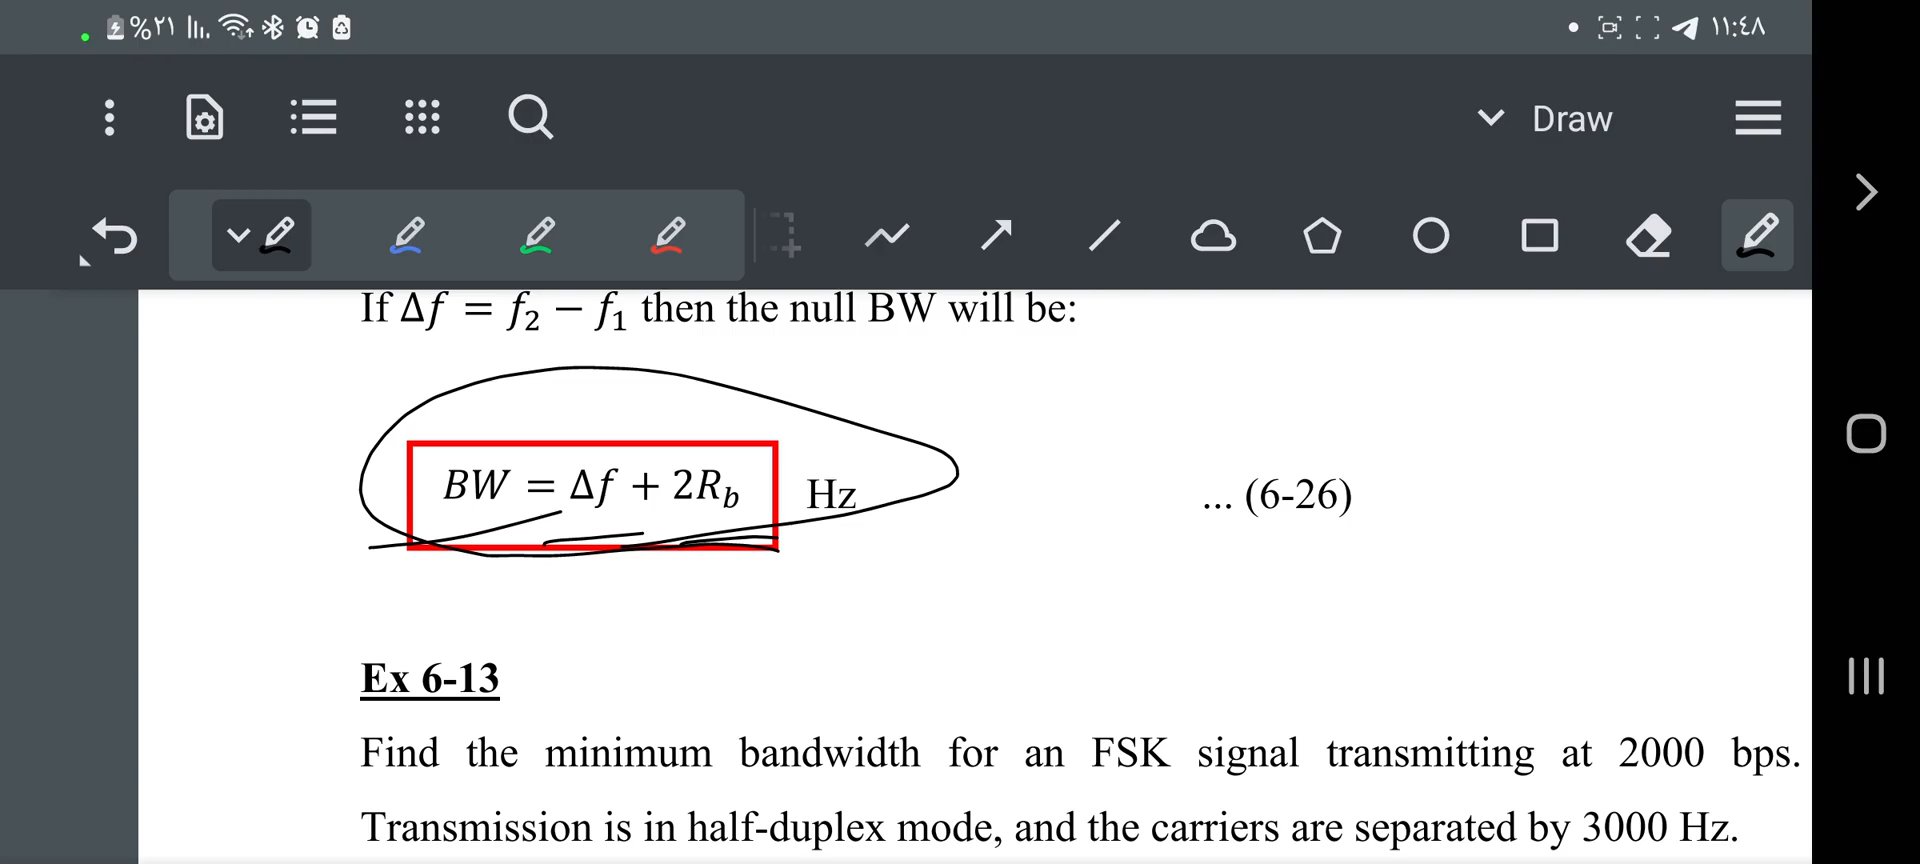 %٢١
١١:٤٨
Draw
If Δf = f₂ − f₁ then the null BW will be:
BW = Δf + 2R_b Hz ... (6-26)
Ex 6-13
Find the minimum bandwidth for an FSK signal transmitting at 2000 bps.
Transmission is in half-duplex mode, and the carriers are separated by 3000 Hz.